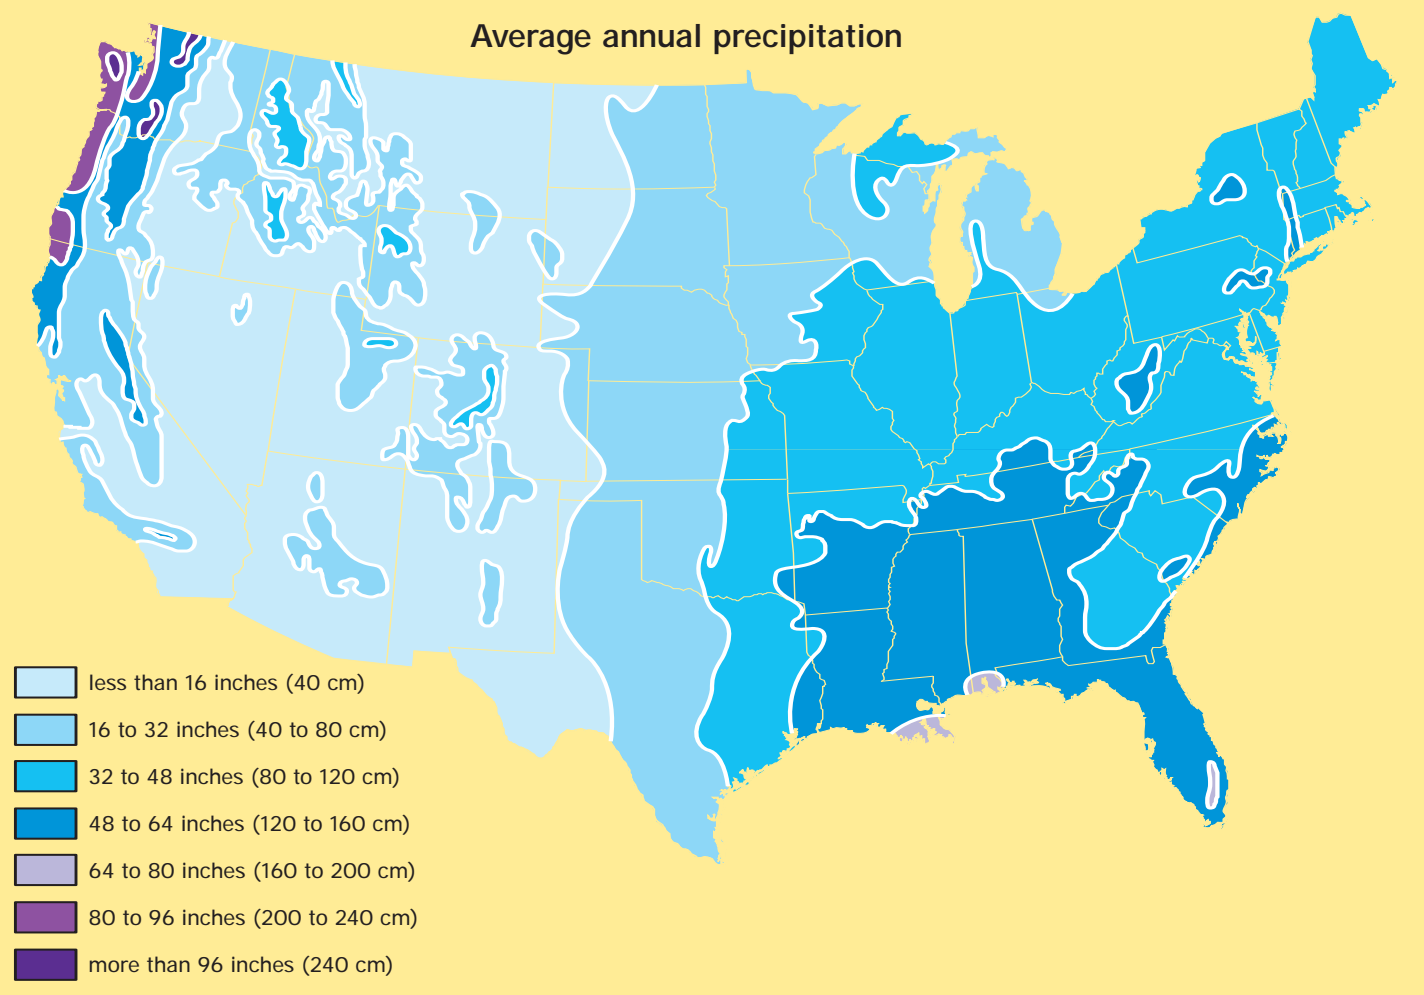 Average annual precipitation
less than 16 inches (40 cm)
16 to 32 inches (40 to 80 cm)
32 to 48 inches (80 to 120 cm)
48 to 64 inches (120 to 160 cm)
64 to 80 inches (160 to 200 cm)
80 to 96 inches (200 to 240 cm)
more than 96 inches (240 cm)